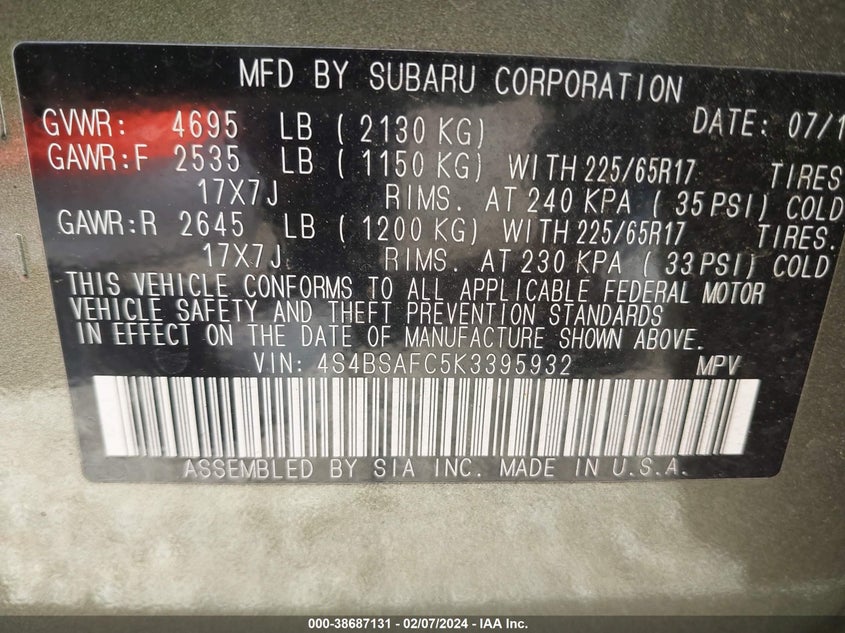 MFD BY SUBARU CORPORATION
GVWR: 4695 LB ( 2130 KG) DATE: 07/1
GAWR:F 2535 LB ( 1150 KG) WITH 225/65R17 TIRES
17X7J RIMS. AT 240 KPA ( 35 PSI) COLD
GAWR:R 2645 LB ( 1200 KG) WITH 225/65R17 TIRES.
17X7J RIMS. AT 230 KPA ( 33 PSI) COLD
THIS VEHICLE CONFORMS TO ALL APPLICABLE FEDERAL MOTOR
VEHICLE SAFETY AND THEFT PREVENTION STANDARDS
IN EFFECT ON THE DATE OF MANUFACTURE SHOWN ABOVE.
VIN: 4S4BSAFC5K3395932 MPV
ASSEMBLED BY SIA INC. MADE IN U.S.A.
000-38687131 - 02/07/2024 - IAA Inc.